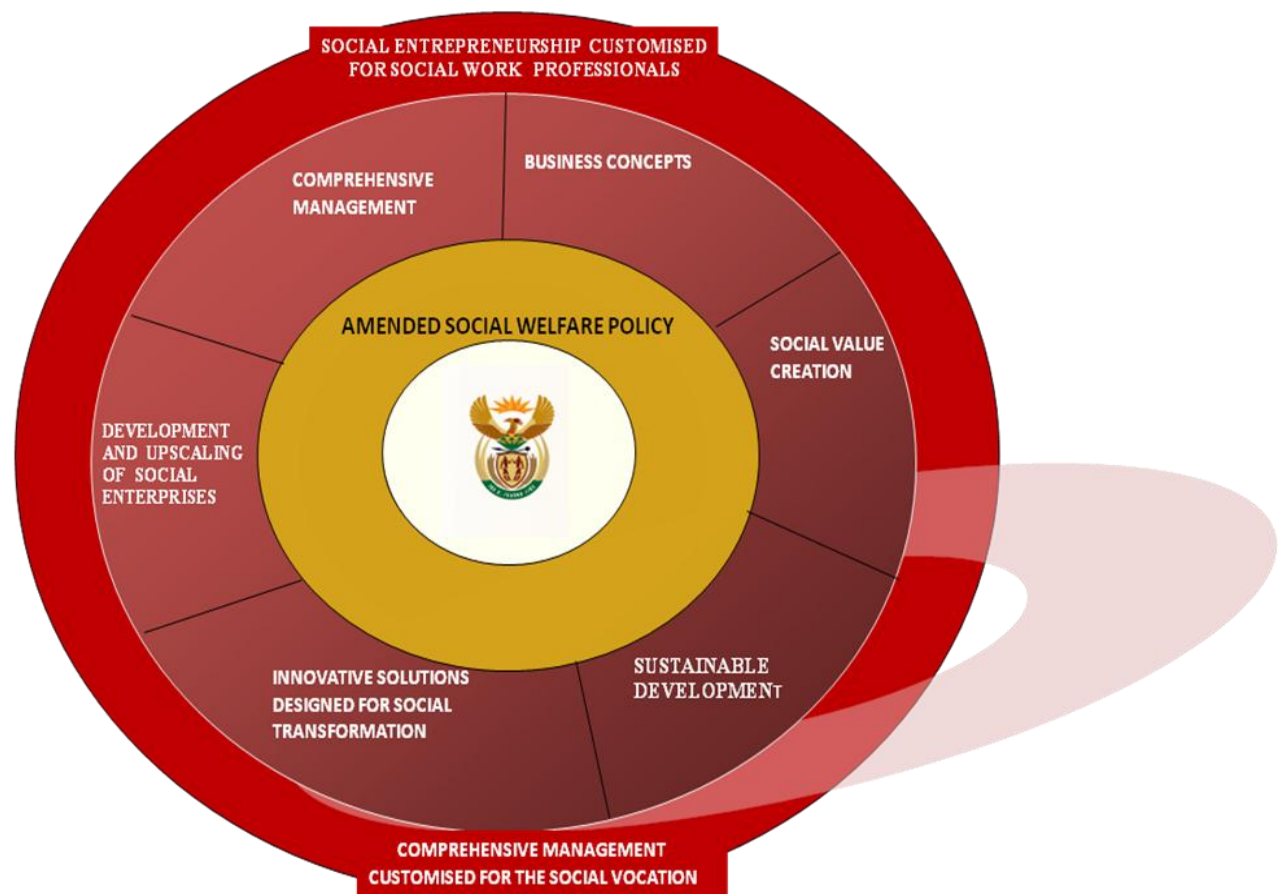 SOCIAL ENTREPRENEURSHIP CUSTOMISED
FOR SOCIAL WORK PROFESSIONALS
COMPREHENSIVE
MANAGEMENT
BUSINESS CONCEPTS
AMENDED SOCIAL WELFARE POLICY
SOCIAL VALUE
CREATION
DEVELOPMENT
AND UPSCALING
OF SOCIAL
ENTERPRISES
INNOVATIVE SOLUTIONS
DESIGNED FOR SOCIAL
TRANSFORMATION
SUSTAINABLE
DEVELOPMENT
COMPREHENSIVE MANAGEMENT
CUSTOMISED FOR THE SOCIAL VOCATION